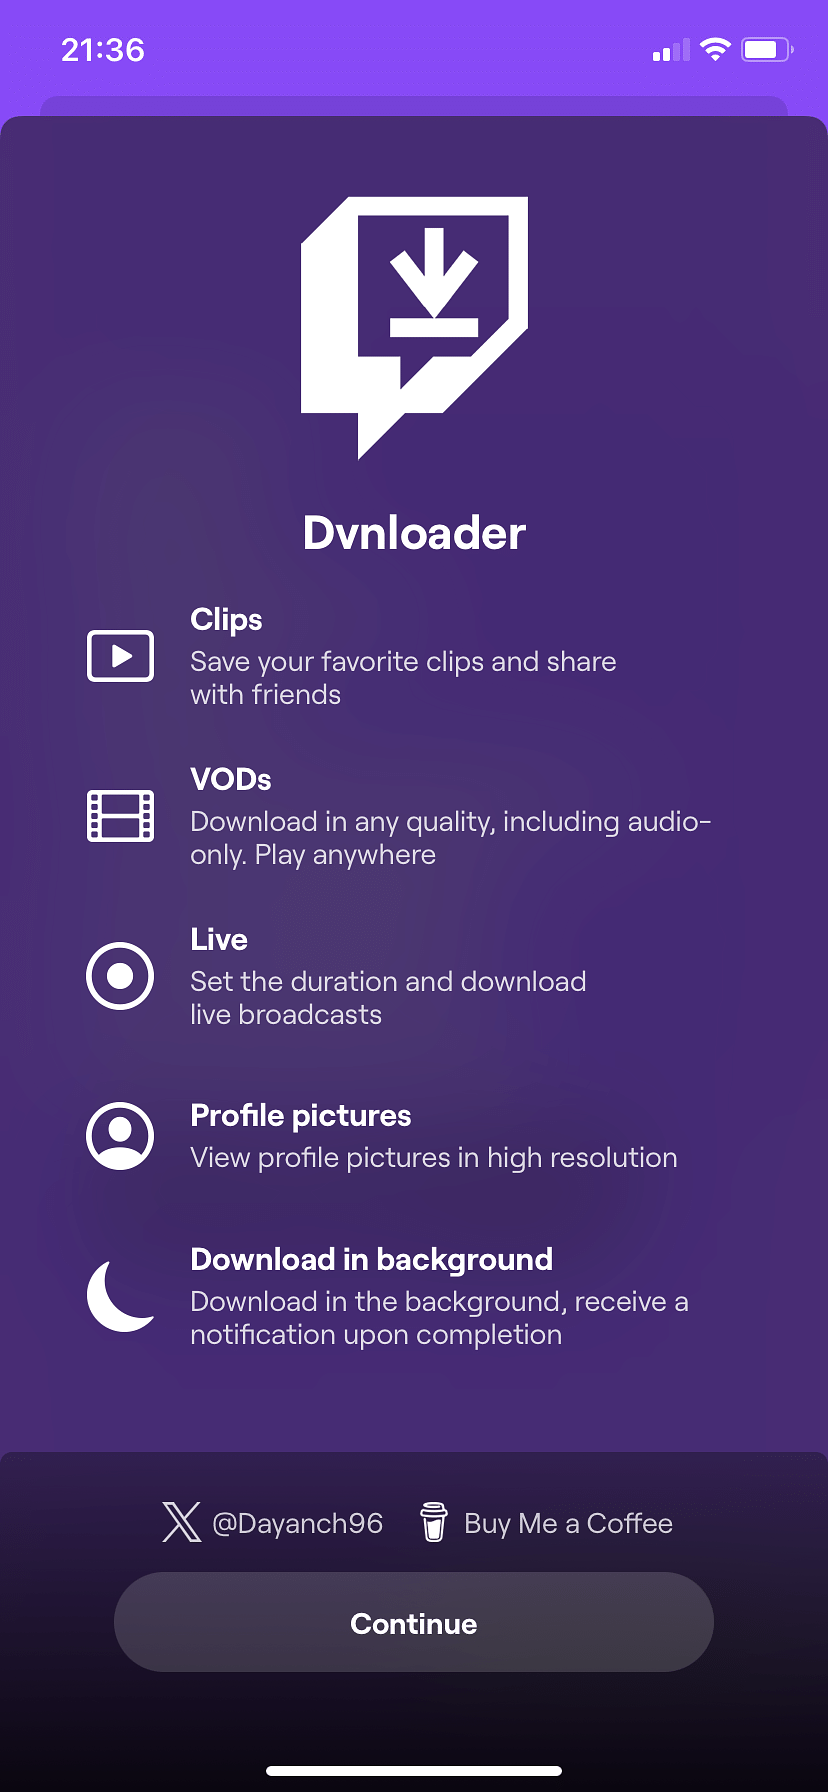 21:36
Dvnloader
Clips
Save your favorite clips and share
with friends
VODs
Download in any quality, including audio-
only. Play anywhere
Live
Set the duration and download
live broadcasts
Profile pictures
View profile pictures in high resolution
Download in background
Download in the background, receive a
notification upon completion
@Dayanch96 Buy Me a Coffee
Continue